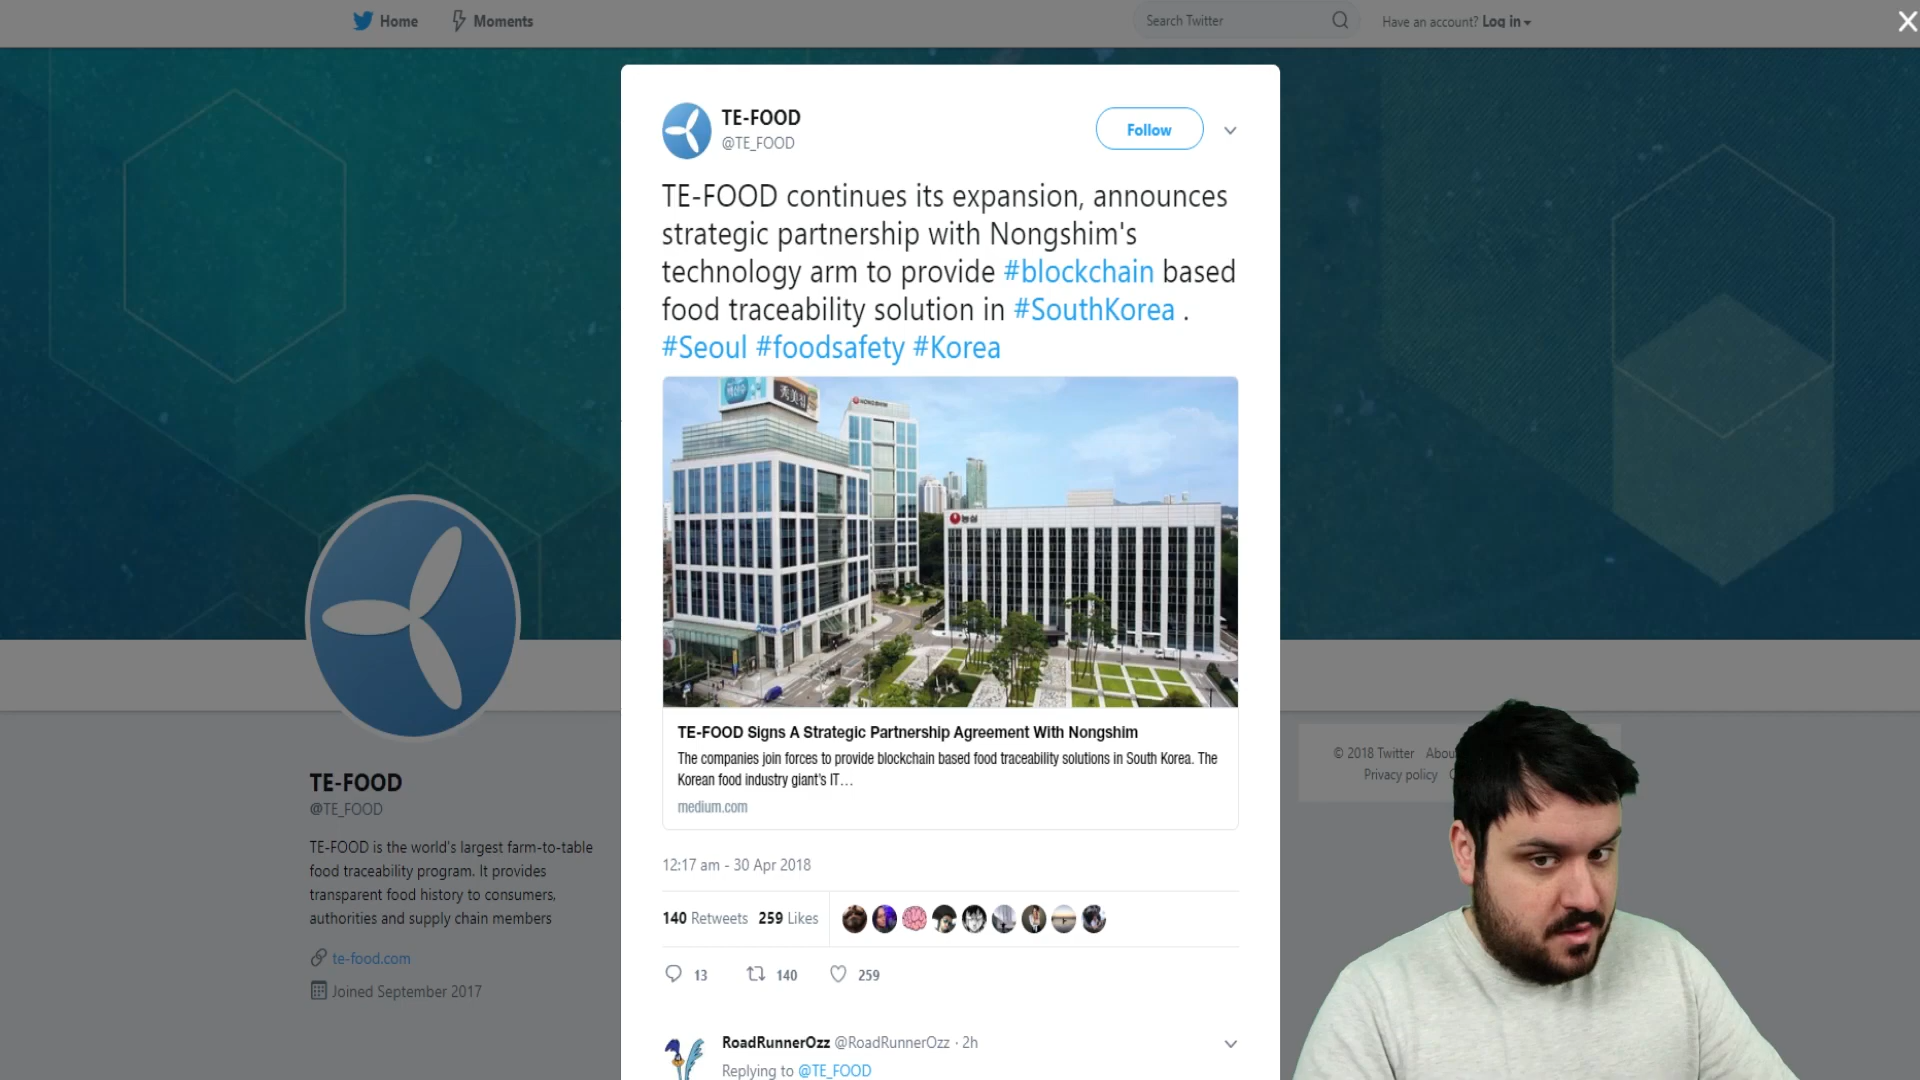 Home
Moments
Search Twitter
Have an account? Log in
TE-FOOD
@TE_FOOD
Follow
TE-FOOD continues its expansion, announces
strategic partnership with Nongshim's
technology arm to provide #blockchain based
food traceability solution in #SouthKorea .
#Seoul #foodsafety #Korea
秀美칩
NONGSHIM
농심
TE-FOOD Signs A Strategic Partnership Agreement With Nongshim
The companies join forces to provide blockchain based food traceability solutions in South Korea. The
Korean food industry giant's IT…
medium.com
12:17 am - 30 Apr 2018
140 Retweets 259 Likes
13 140 259
RoadRunnerOzz @RoadRunnerOzz · 2h
Replying to @TE_FOOD
TE-FOOD
@TE_FOOD
TE-FOOD is the world's largest farm-to-table
food traceability program. It provides
transparent food history to consumers,
authorities and supply chain members
te-food.com
Joined September 2017
© 2018 Twitter
Privacy policy